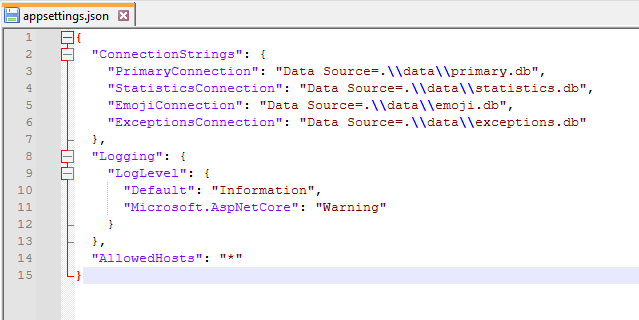 appsettings.json
1 {
2 "ConnectionStrings": {
3 "PrimaryConnection": "Data Source=.\\data\\primary.db",
4 "StatisticsConnection": "Data Source=.\\data\\statistics.db",
5 "EmojiConnection": "Data Source=.\\data\\emoji.db",
6 "ExceptionsConnection": "Data Source=.\\data\\exceptions.db"
7 },
8 "Logging": {
9 "LogLevel": {
10 "Default": "Information",
11 "Microsoft.AspNetCore": "Warning"
12 }
13 },
14 "AllowedHosts": "*"
15 }